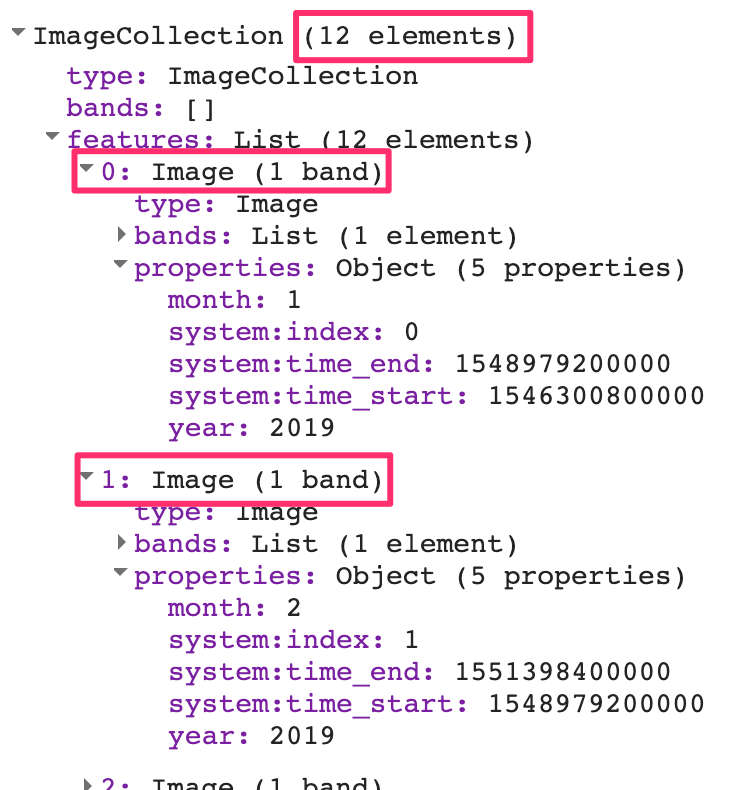 ImageCollection (12 elements)
type: ImageCollection
bands: []
features: List (12 elements)
0: Image (1 band)
type: Image
bands: List (1 element)
properties: Object (5 properties)
month: 1
system:index: 0
system:time_end: 1548979200000
system:time_start: 1546300800000
year: 2019
1: Image (1 band)
type: Image
bands: List (1 element)
properties: Object (5 properties)
month: 2
system:index: 1
system:time_end: 1551398400000
system:time_start: 1548979200000
year: 2019
2: Image (1 band)